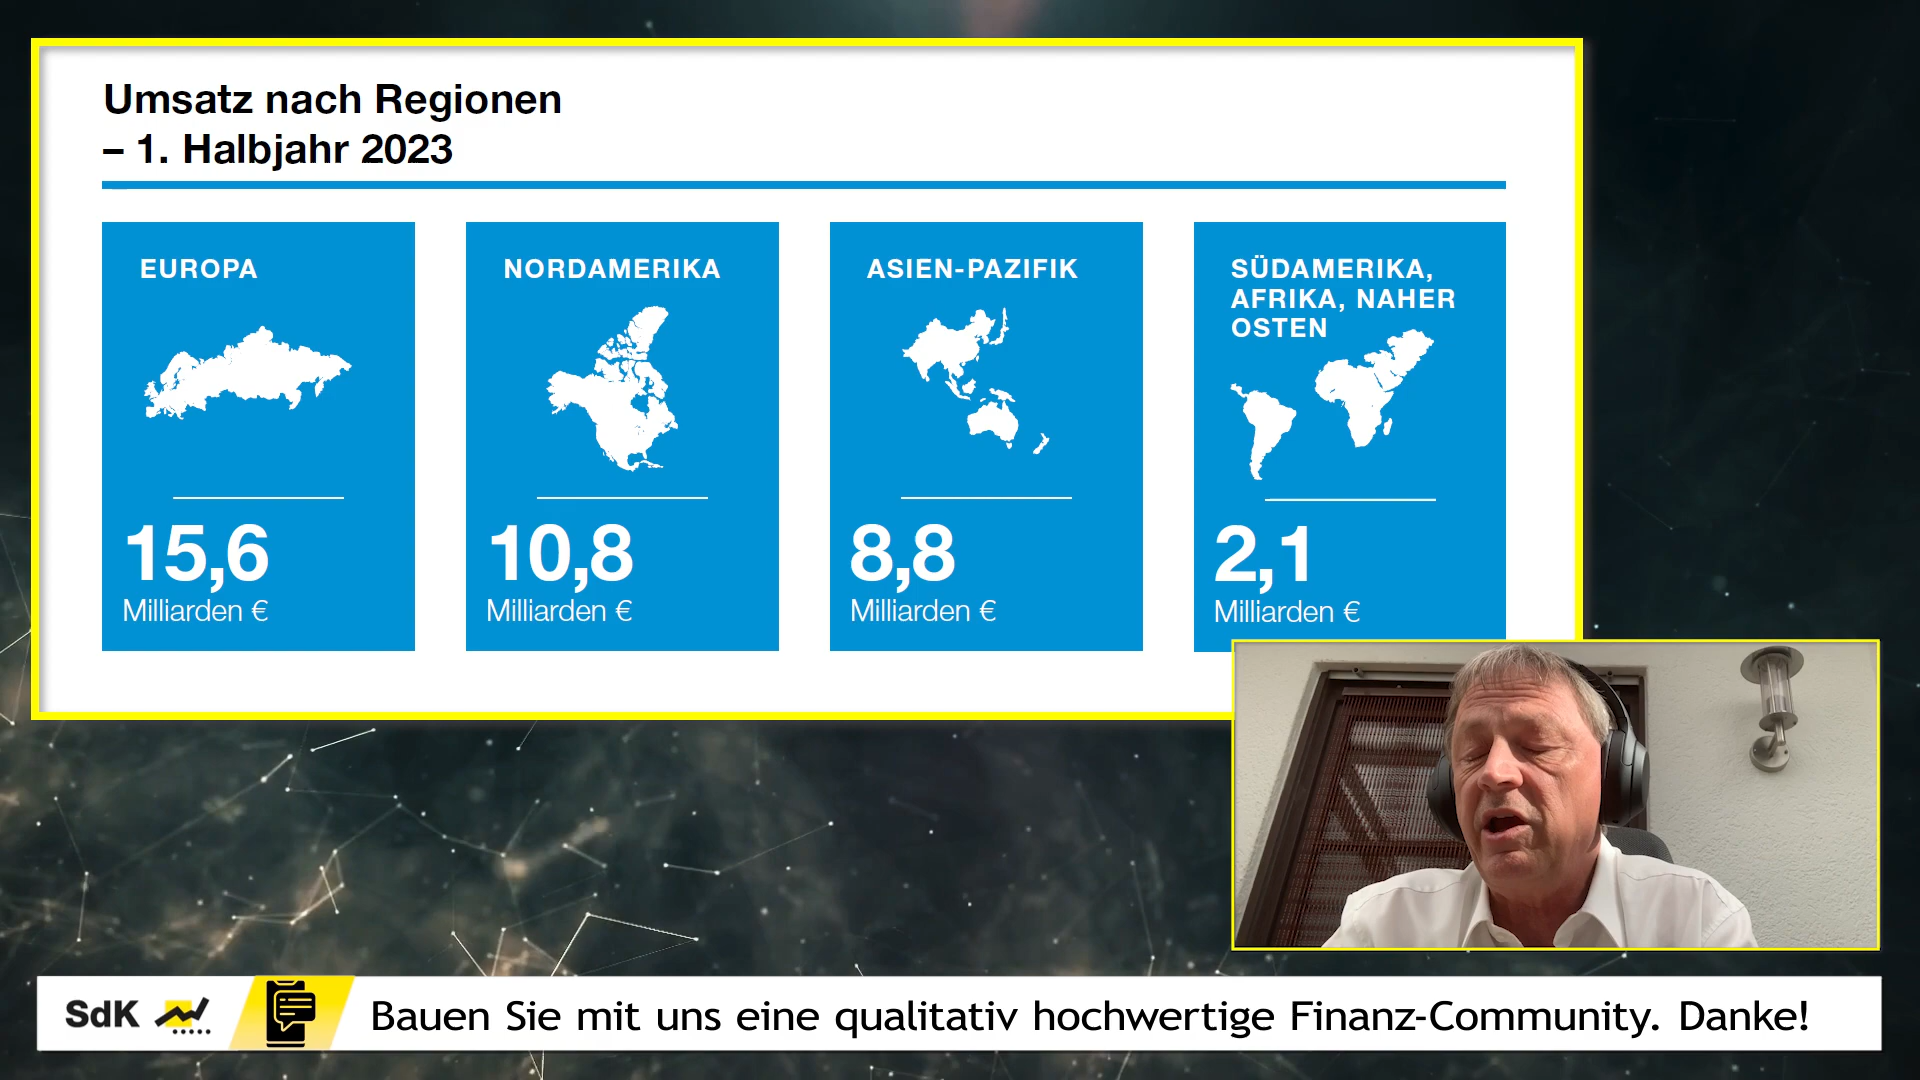 Umsatz nach Regionen
– 1. Halbjahr 2023
EUROPA
15,6
Milliarden €
NORDAMERIKA
10,8
Milliarden €
ASIEN-PAZIFIK
8,8
Milliarden €
SÜDAMERIKA,
AFRIKA, NAHER
OSTEN
2,1
Milliarden €
SdK
Bauen Sie mit uns eine qualitativ hochwertige Finanz-Community. Danke!